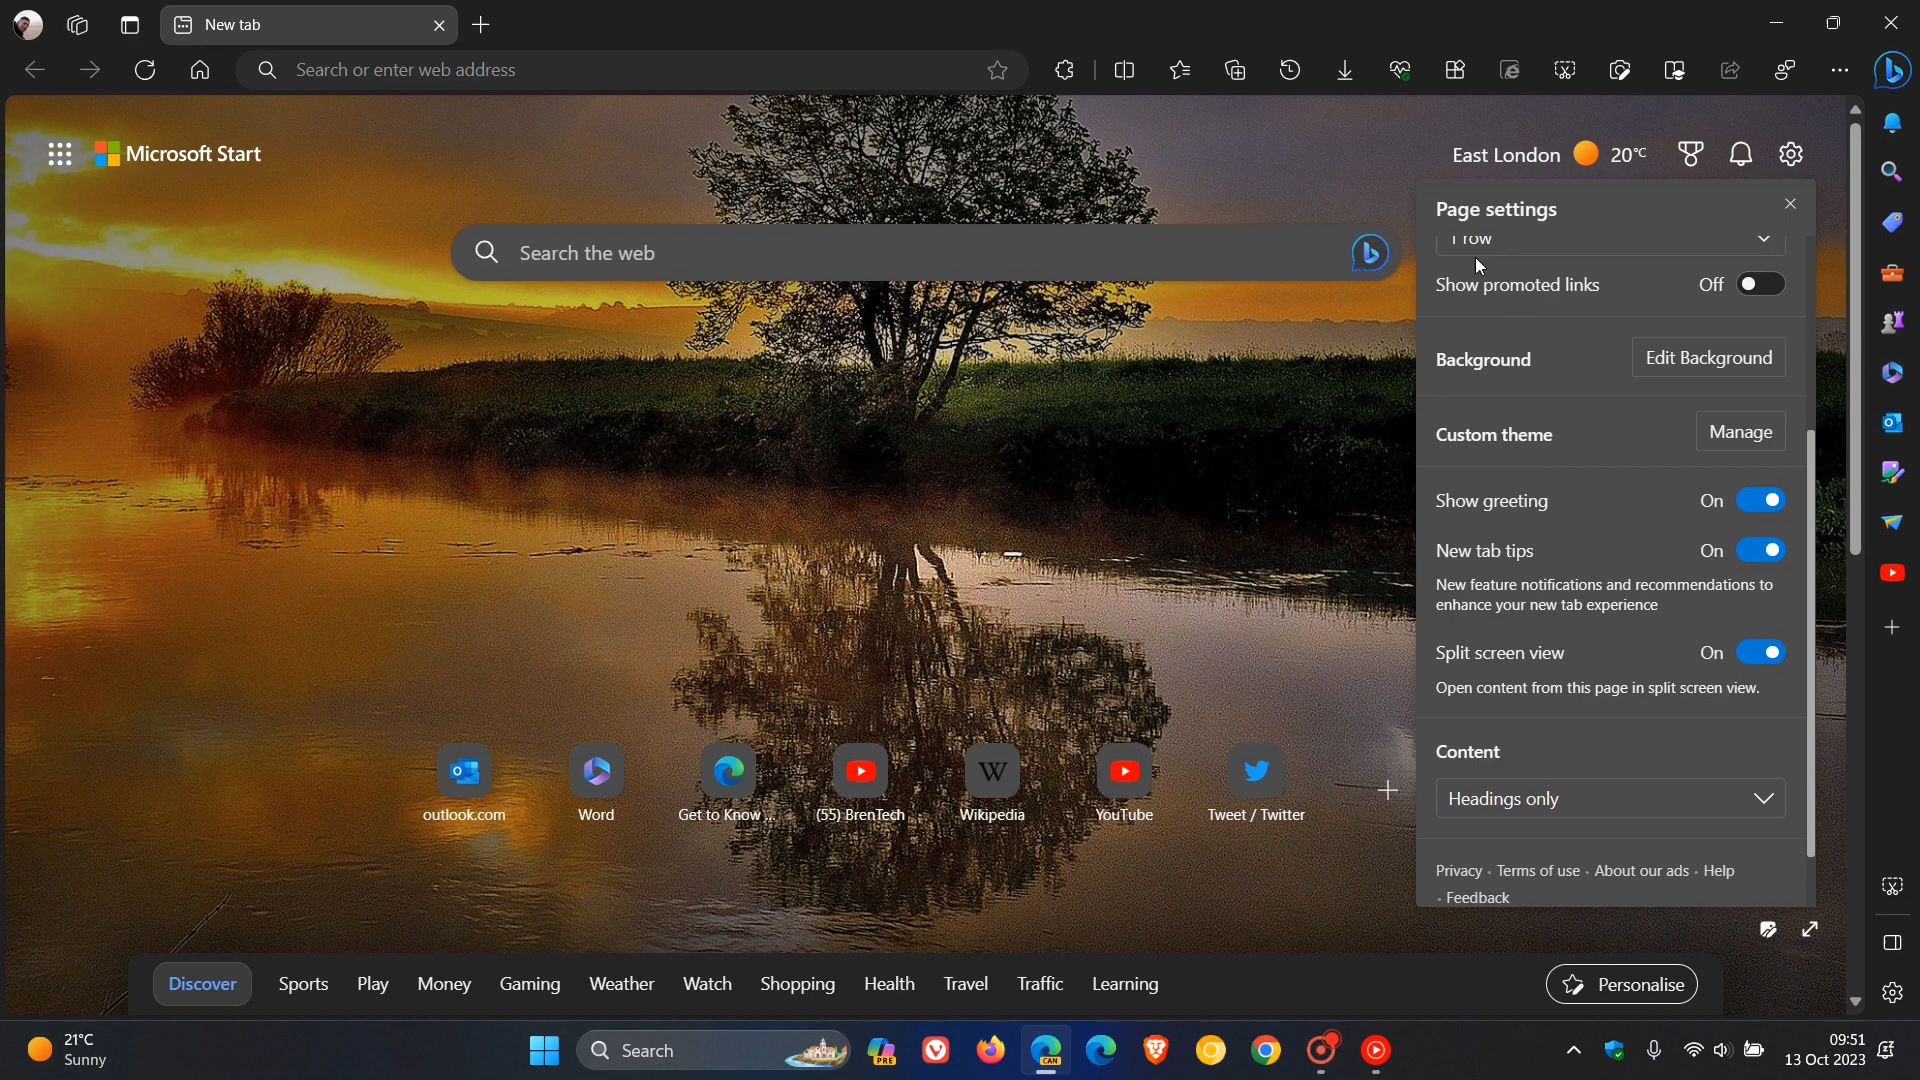 New tab
Search or enter web address
Microsoft Start
East London 20°C
Page settings
1 row
Search the web
Show promoted links Off
Background Edit Background
Custom theme Manage
Show greeting On
New tab tips On
New feature notifications and recommendations to
enhance your new tab experience
Split screen view On
Open content from this page in split screen view.
Content
Headings only
Privacy · Terms of use · About our ads · Help
· Feedback
outlook.com Word Get to Know ... (55) BrenTech Wikipedia YouTube Tweet / Twitter
W
Discover Sports Play Money Gaming Weather Watch Shopping Health Travel Traffic Learning Personalise
21°C
Sunny
Search
PRE
CAN
09:51
13 Oct 2023